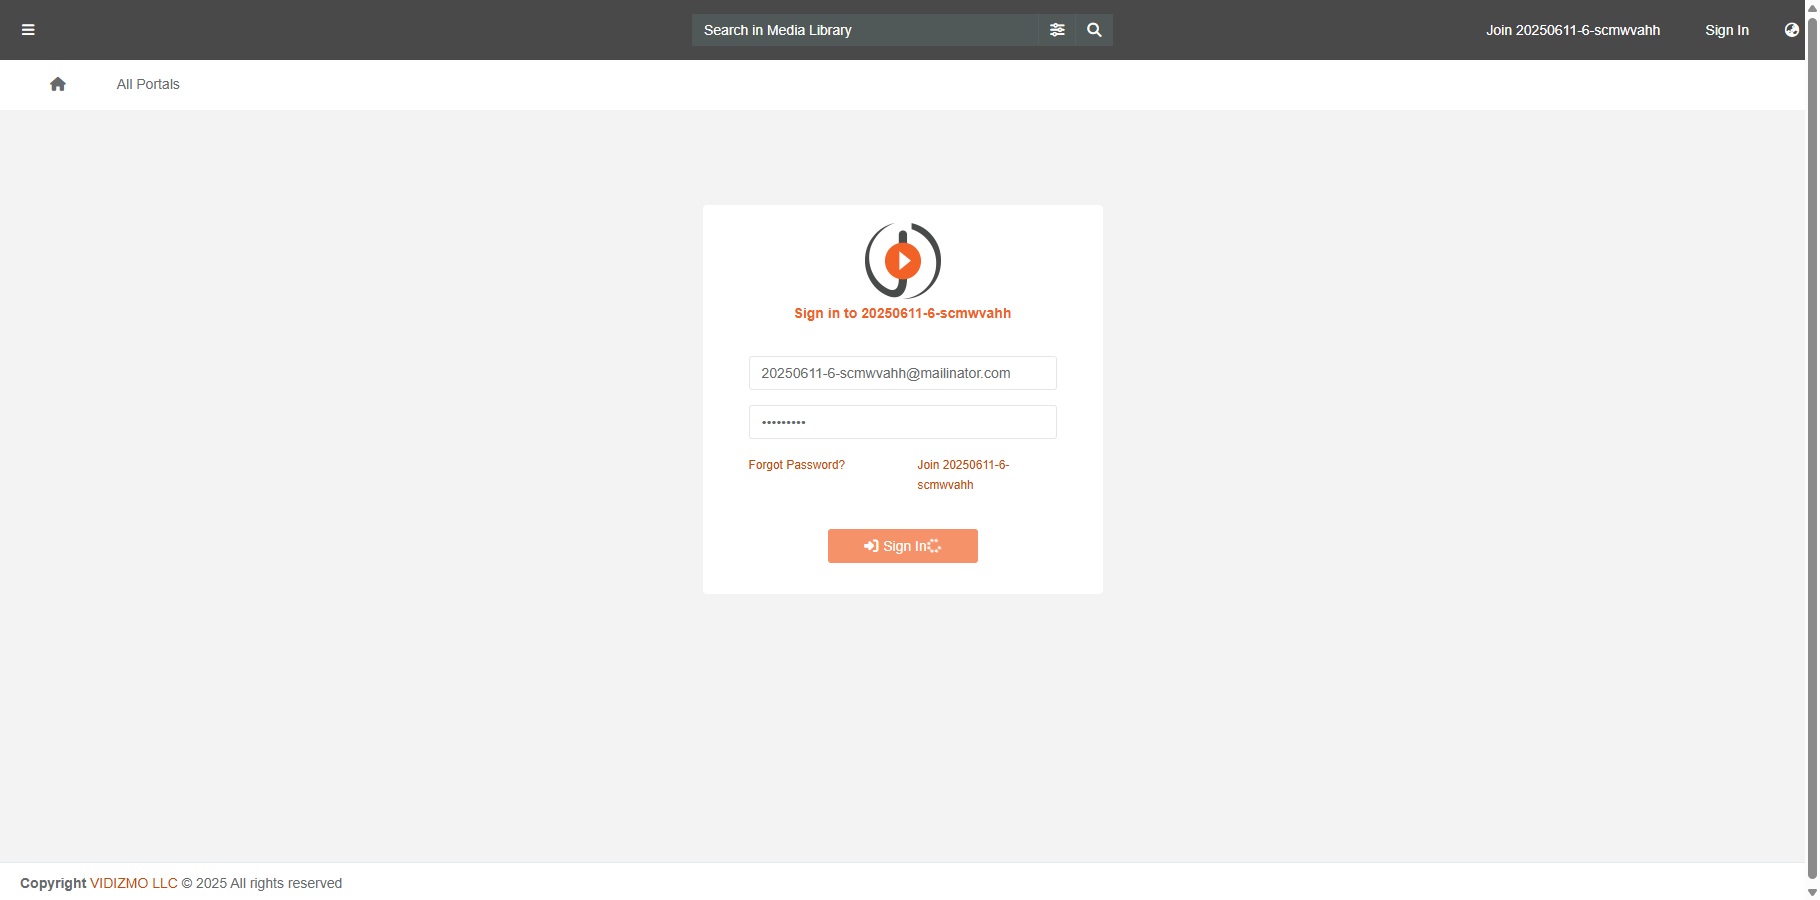 Search in Media Library
Join 20250611-6-scmwvahh
Sign In
All Portals
Sign in to 20250611-6-scmwvahh
20250611-6-scmwvahh@mailinator.com
•••••••••
Forgot Password?
Join 20250611-6-
scmwvahh
Sign In
Copyright VIDIZMO LLC © 2025 All rights reserved